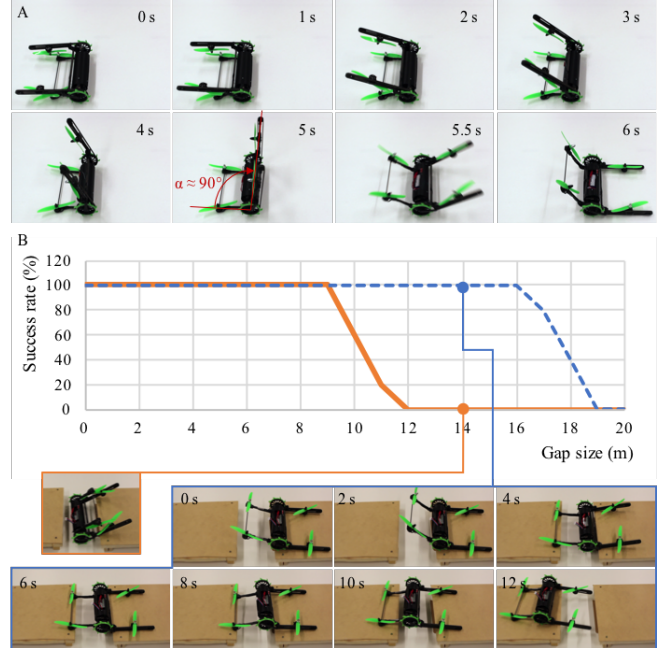 A
0 s
1 s
2 s
3 s
4 s
5 s
α ≈ 90°
5.5 s
6 s
B
Success rate (%)
120
100
80
60
40
20
0
0 2 4 6 8 10 12 14 16 18 20
Gap size (m)
0 s
2 s
4 s
6 s
8 s
10 s
12 s